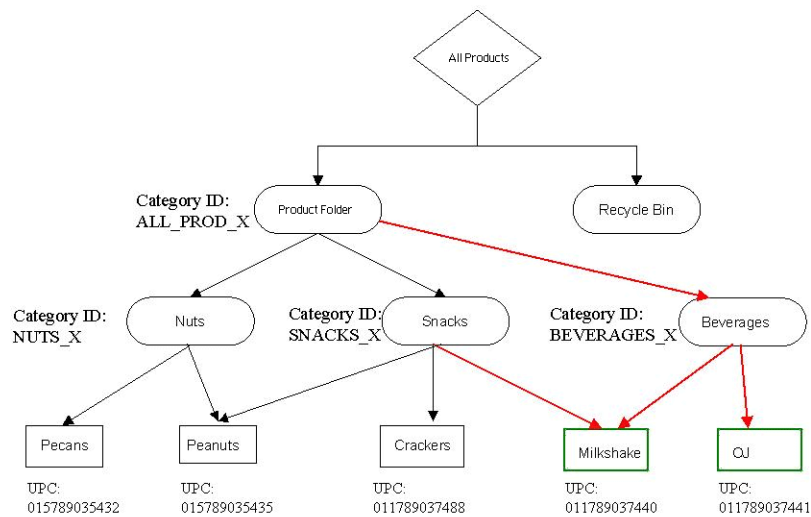 All Products
Category ID:
ALL_PROD_X
Product Folder
Recycle Bin
Category ID:
NUTS_X
Nuts
Category ID:
SNACKS_X
Snacks
Category ID:
BEVERAGES_X
Beverages
Pecans
Peanuts
Crackers
Milkshake
OJ
UPC:
015789035432
UPC:
015789035435
UPC:
011789037488
UPC:
011789037440
UPC:
011789037441